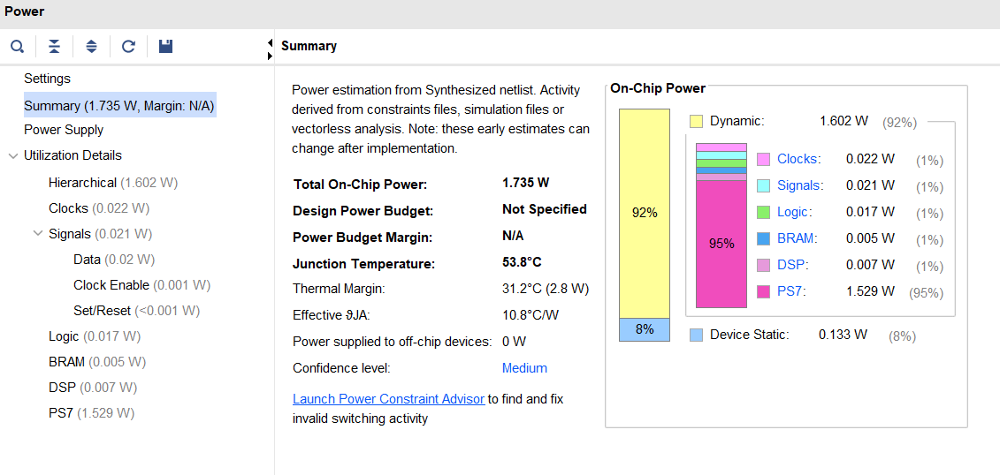 Power
Summary
Settings
Summary (1.735 W, Margin: N/A)
Power Supply
Utilization Details
Hierarchical (1.602 W)
Clocks (0.022 W)
Signals (0.021 W)
Data (0.02 W)
Clock Enable (0.001 W)
Set/Reset (<0.001 W)
Logic (0.017 W)
BRAM (0.005 W)
DSP (0.007 W)
PS7 (1.529 W)
Power estimation from Synthesized netlist. Activity
derived from constraints files, simulation files or
vectorless analysis. Note: these early estimates can
change after implementation.
Total On-Chip Power: 1.735 W
Design Power Budget: Not Specified
Power Budget Margin: N/A
Junction Temperature: 53.8°C
Thermal Margin: 31.2°C (2.8 W)
Effective ϑJA: 10.8°C/W
Power supplied to off-chip devices: 0 W
Confidence level: Medium
Launch Power Constraint Advisor to find and fix
invalid switching activity
On-Chip Power
92%
8%
Dynamic: 1.602 W (92%)
95%
Clocks: 0.022 W (1%)
Signals: 0.021 W (1%)
Logic: 0.017 W (1%)
BRAM: 0.005 W (1%)
DSP: 0.007 W (1%)
PS7: 1.529 W (95%)
Device Static: 0.133 W (8%)